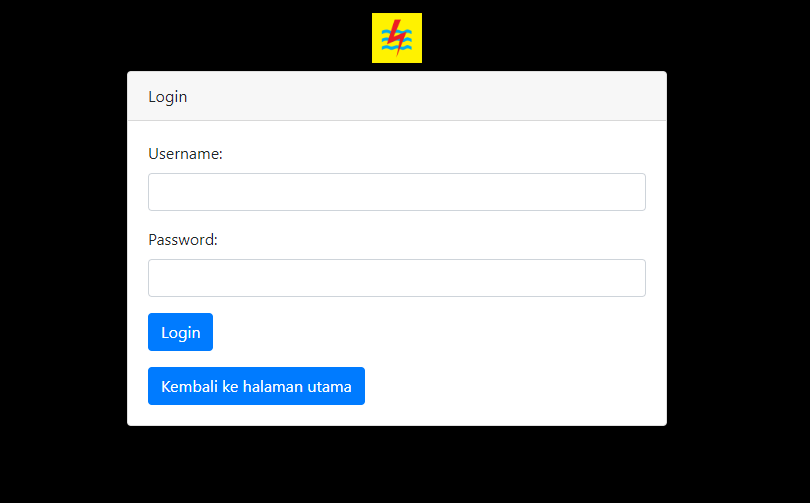 Login
Username:
Password:
Login
Kembali ke halaman utama